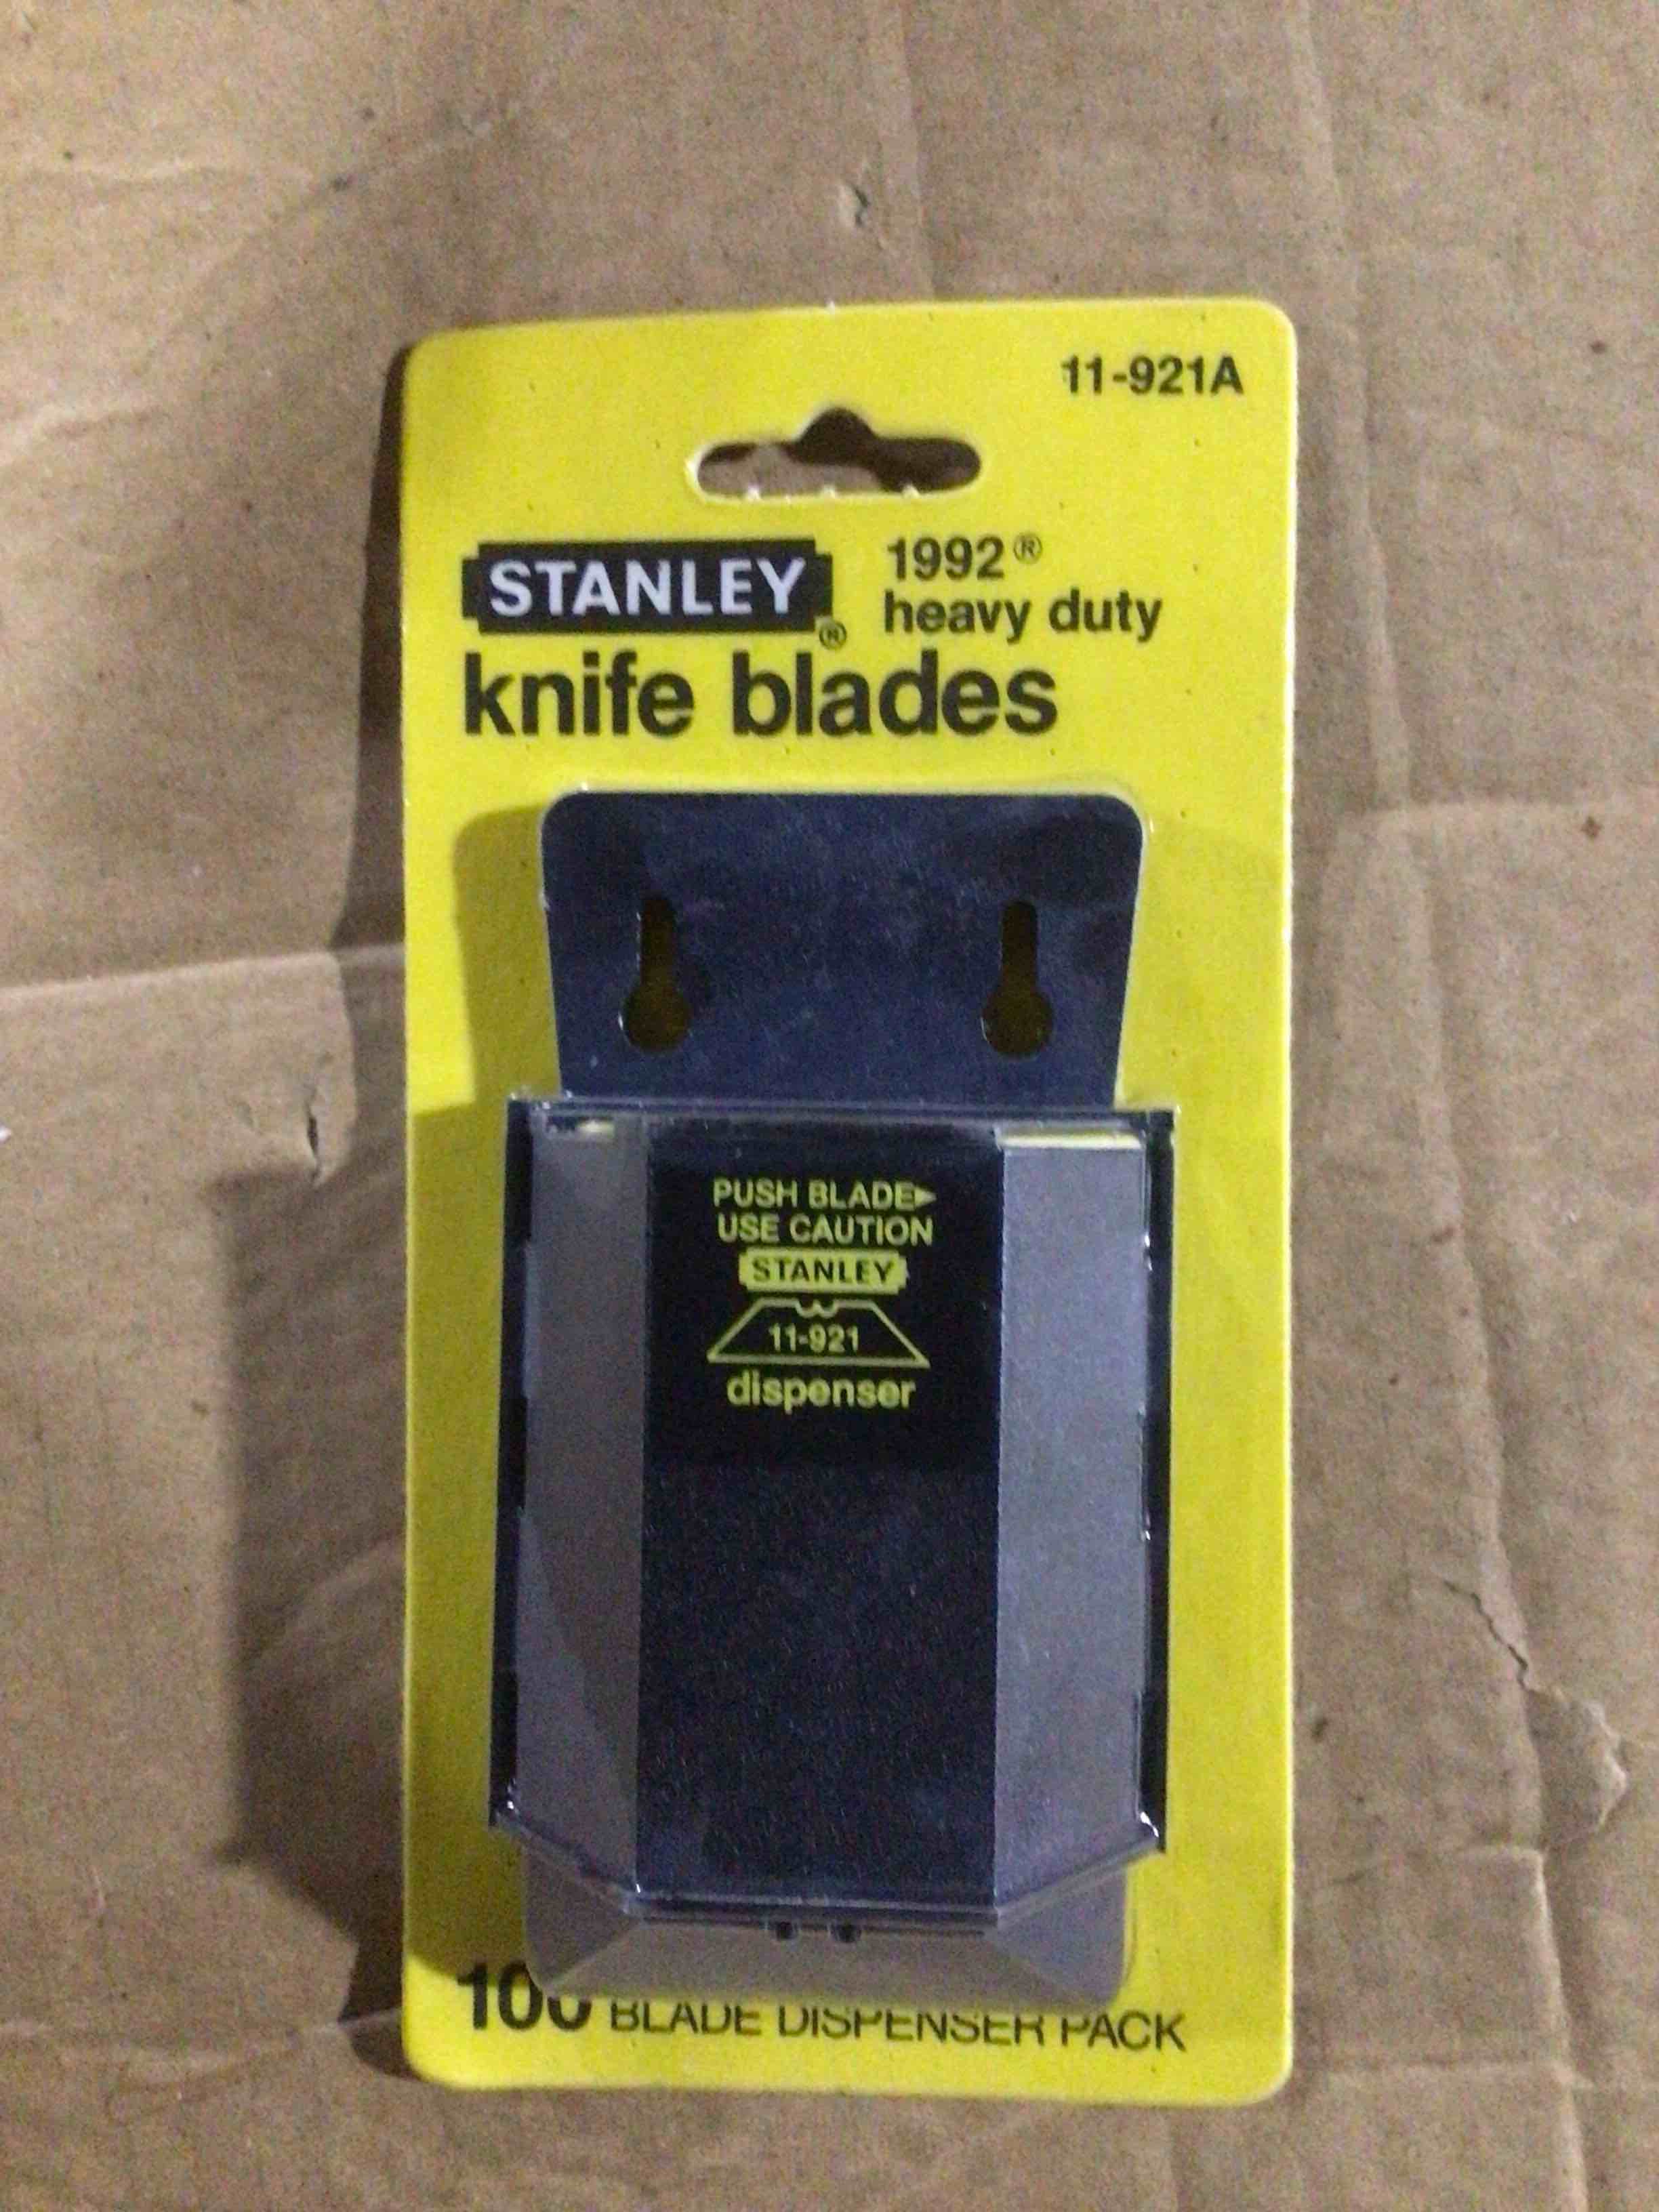 11-921A
STANLEY®
1992®
heavy duty
knife blades
PUSH BLADE▶
USE CAUTION
STANLEY
11-921
dispenser
100 BLADE DISPENSER PACK